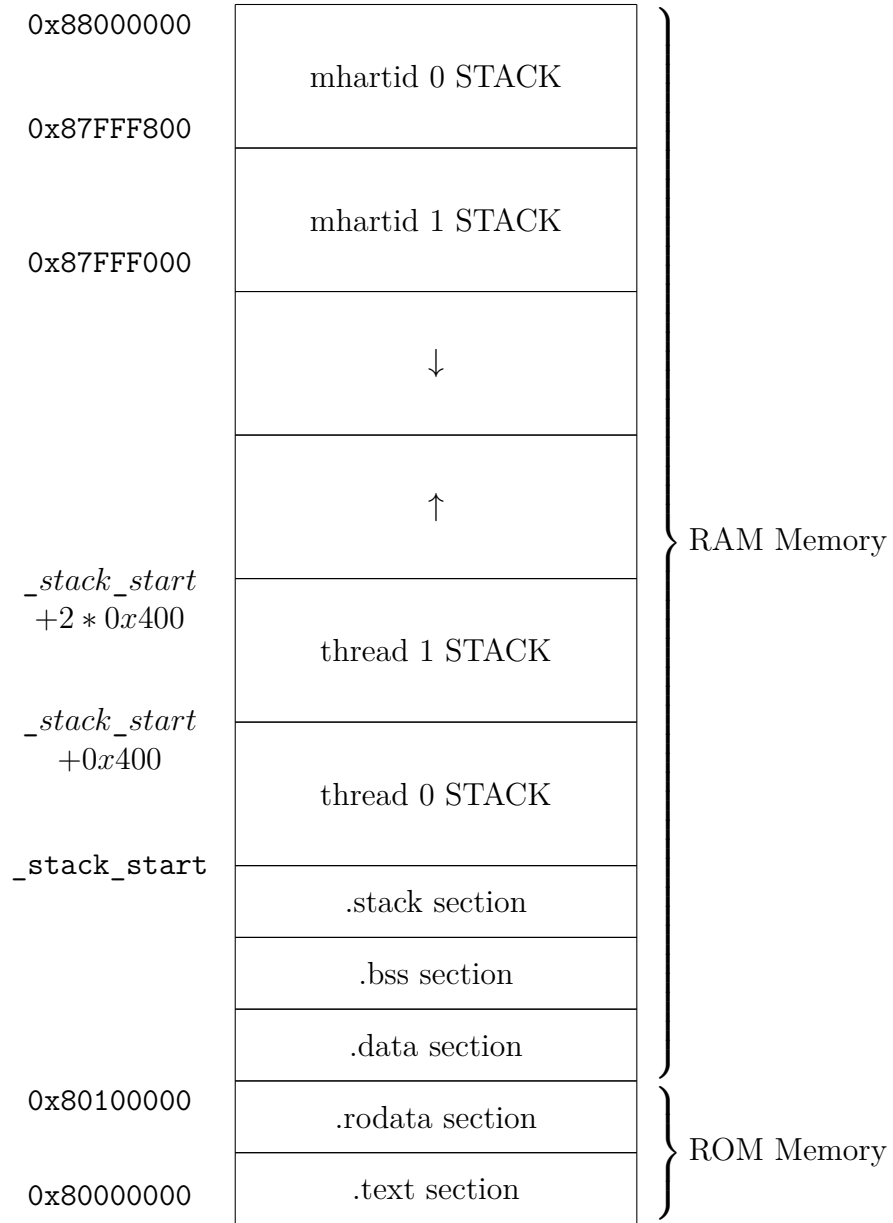 0x88000000
mhartid 0 STACK
0x87FFF800
mhartid 1 STACK
0x87FFF000
↓
↑
RAM Memory
_stack_start
+2 ∗ 0x400
thread 1 STACK
_stack_start
+0x400
thread 0 STACK
_stack_start
.stack section
.bss section
.data section
0x80100000
.rodata section
ROM Memory
0x80000000
.text section